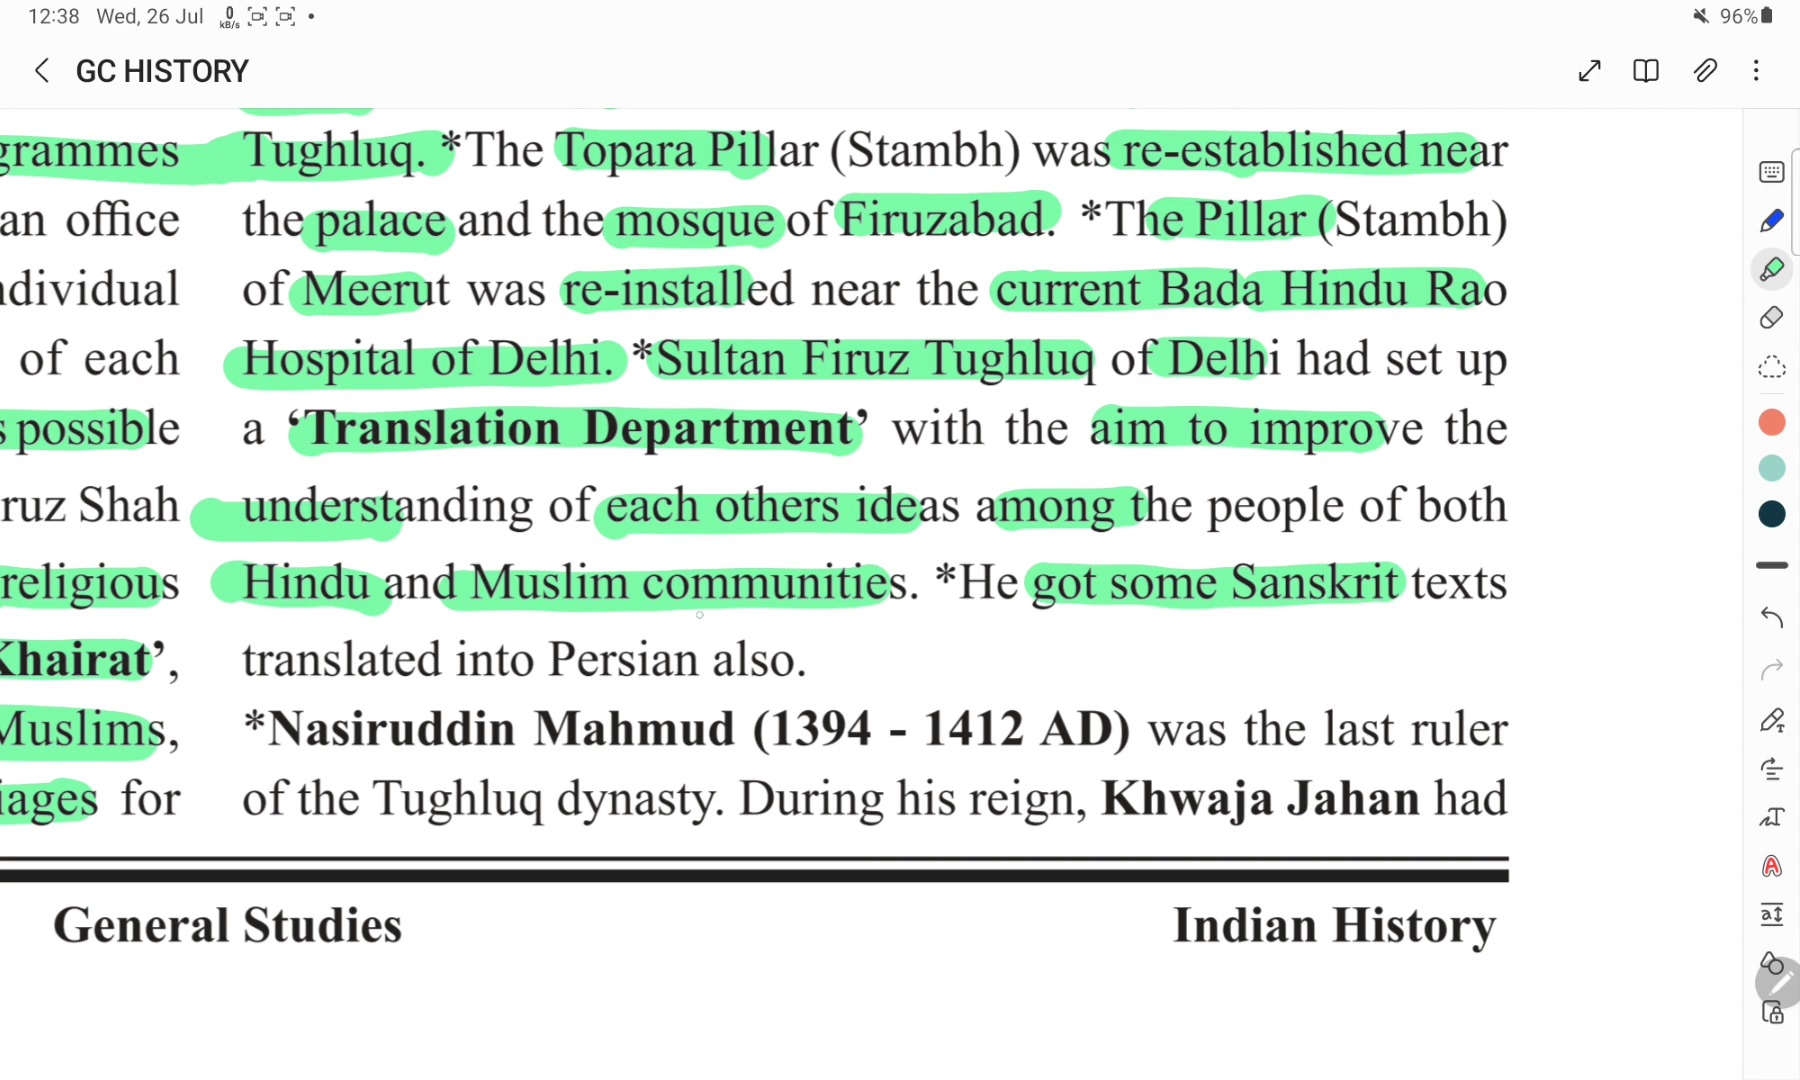 12:38 Wed, 26 Jul 0 kB/s 96%
GC HISTORY
grammes
an office
dividual
of each
s possible
ruz Shah
religious
Khairat’,
Muslims,
iages for
Tughluq. *The Topara Pillar (Stambh) was re-established near
the palace and the mosque of Firuzabad. *The Pillar (Stambh)
of Meerut was re-installed near the current Bada Hindu Rao
Hospital of Delhi. *Sultan Firuz Tughluq of Delhi had set up
a ‘Translation Department’ with the aim to improve the
understanding of each others ideas among the people of both
Hindu and Muslim communities. *He got some Sanskrit texts
translated into Persian also.
*Nasiruddin Mahmud (1394 - 1412 AD) was the last ruler
of the Tughluq dynasty. During his reign, Khwaja Jahan had
General Studies
Indian History